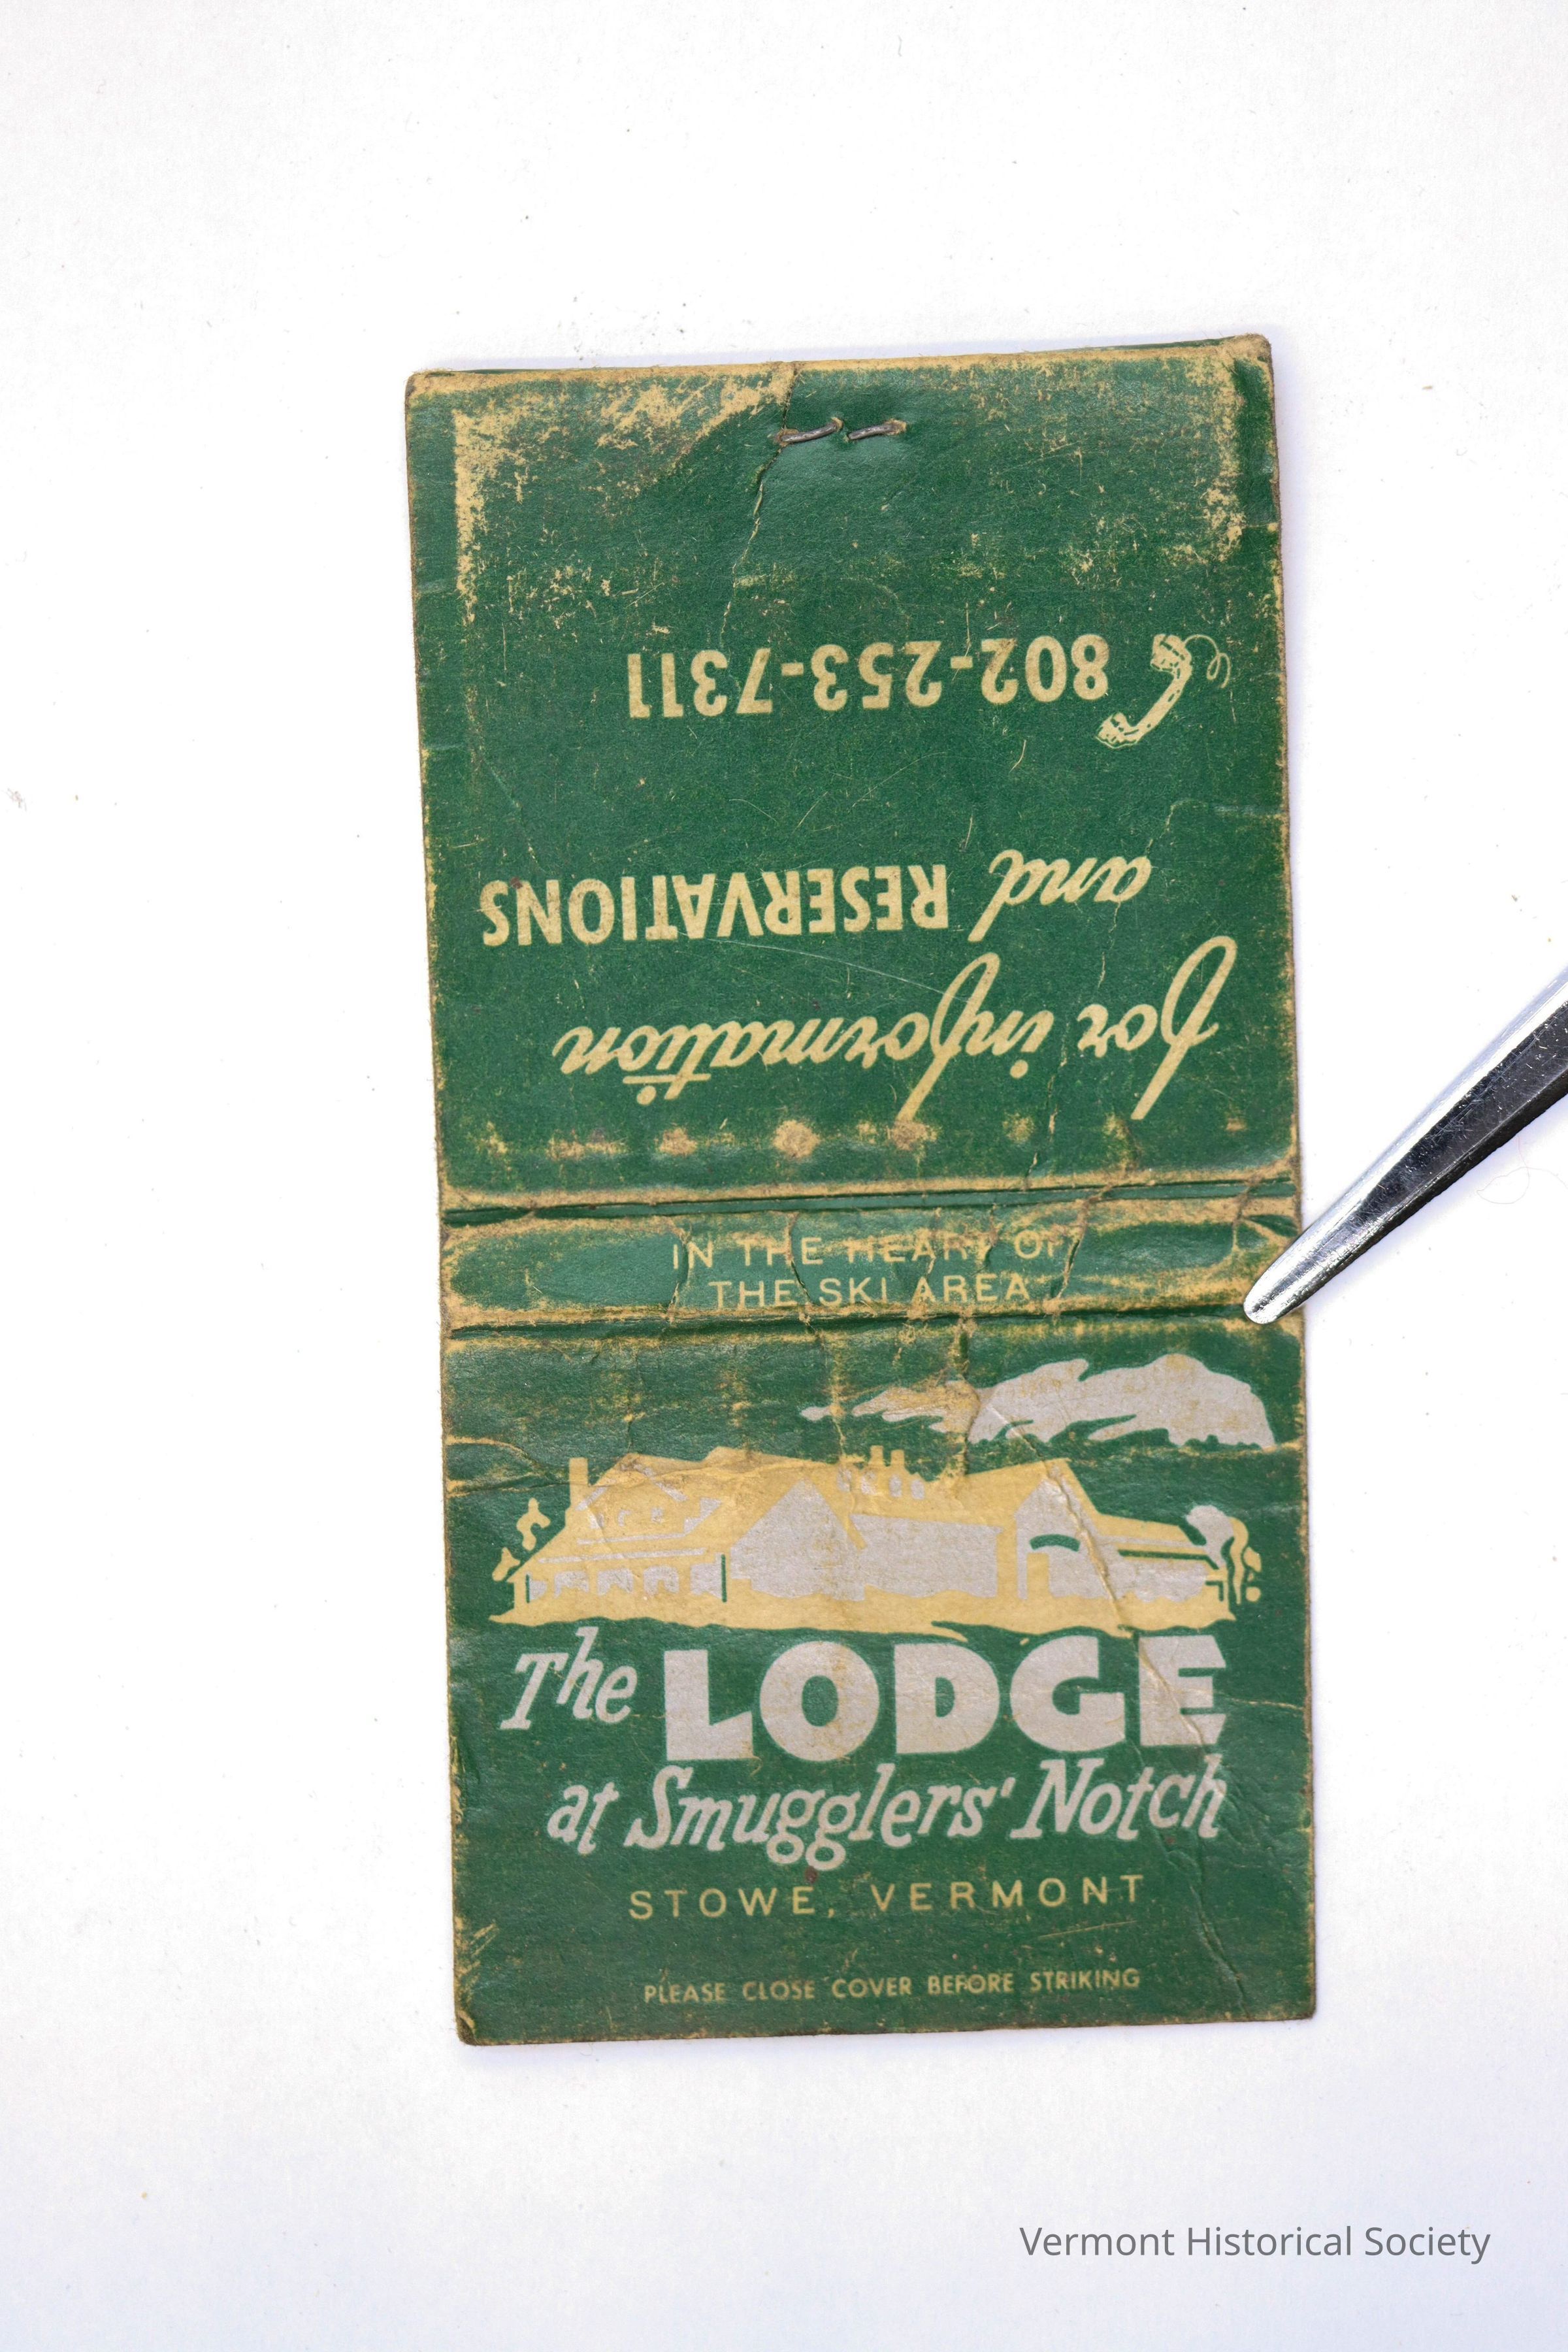 for information
and RESERVATIONS
802-253-7311
IN THE HEART OF
THE SKI AREA
The LODGE
at Smugglers' Notch
STOWE, VERMONT
PLEASE CLOSE COVER BEFORE STRIKING
Vermont Historical Society